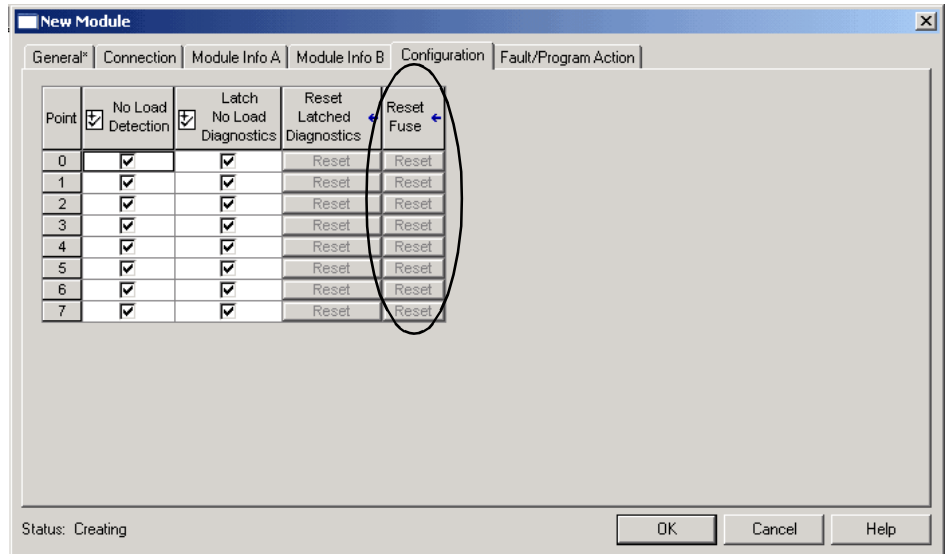 New Module
General* Connection Module Info A Module Info B Configuration Fault/Program Action
Point No Load Detection Latch No Load Diagnostics Reset Latched Diagnostics Reset Fuse
0 Reset Reset
1 Reset Reset
2 Reset Reset
3 Reset Reset
4 Reset Reset
5 Reset Reset
6 Reset Reset
7 Reset Reset
Status: Creating OK Cancel Help